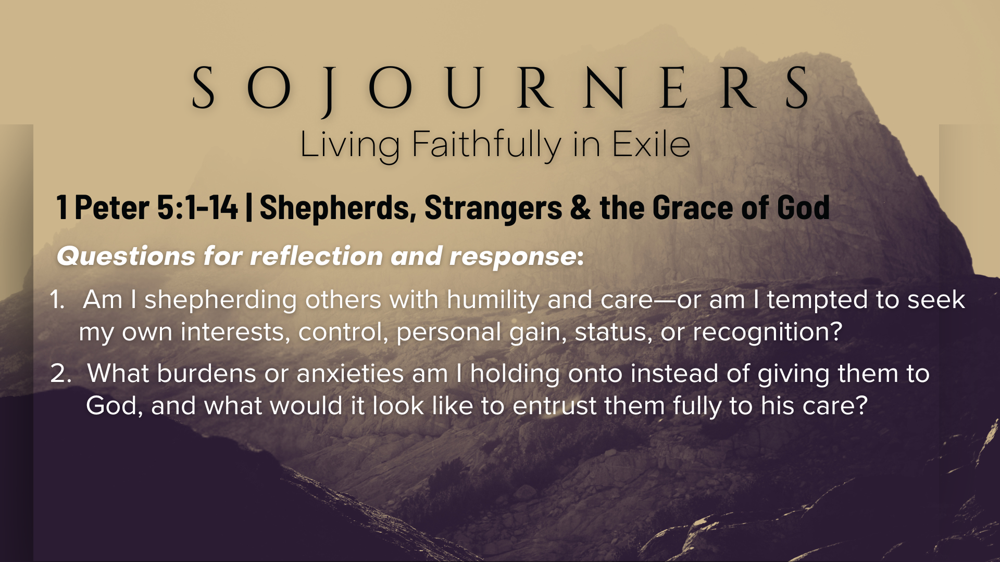 SOJOURNERS
Living Faithfully in Exile
1 Peter 5:1-14 | Shepherds, Strangers & the Grace of God
Questions for reflection and response:
1. Am I shepherding others with humility and care—or am I tempted to seek
my own interests, control, personal gain, status, or recognition?
2. What burdens or anxieties am I holding onto instead of giving them to
God, and what would it look like to entrust them fully to his care?